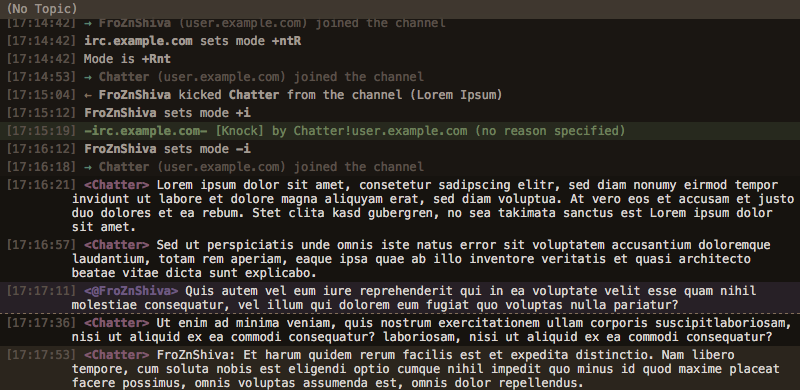 (No Topic)
[17:14:42] → FroZnShiva (user.example.com) joined the channel
[17:14:42] irc.example.com sets mode +ntR
[17:14:42] Mode is +Rnt
[17:14:53] → Chatter (user.example.com) joined the channel
[17:15:04] ← FroZnShiva kicked Chatter from the channel (Lorem Ipsum)
[17:15:12] FroZnShiva sets mode +i
[17:15:19] -irc.example.com- [Knock] by Chatter!user.example.com (no reason specified)
[17:16:12] FroZnShiva sets mode -i
[17:16:18] → Chatter (user.example.com) joined the channel
[17:16:21] <Chatter> Lorem ipsum dolor sit amet, consetetur sadipscing elitr, sed diam nonumy eirmod tempor
invidunt ut labore et dolore magna aliquyam erat, sed diam voluptua. At vero eos et accusam et justo
duo dolores et ea rebum. Stet clita kasd gubergren, no sea takimata sanctus est Lorem ipsum dolor
sit amet.
[17:16:57] <Chatter> Sed ut perspiciatis unde omnis iste natus error sit voluptatem accusantium doloremque
laudantium, totam rem aperiam, eaque ipsa quae ab illo inventore veritatis et quasi architecto
beatae vitae dicta sunt explicabo.
[17:17:11] <@FroZnShiva> Quis autem vel eum iure reprehenderit qui in ea voluptate velit esse quam nihil
molestiae consequatur, vel illum qui dolorem eum fugiat quo voluptas nulla pariatur?
[17:17:36] <Chatter> Ut enim ad minima veniam, quis nostrum exercitationem ullam corporis suscipitlaboriosam,
nisi ut aliquid ex ea commodi consequatur? laboriosam, nisi ut aliquid ex ea commodi consequatur?
[17:17:53] <Chatter> FroZnShiva: Et harum quidem rerum facilis est et expedita distinctio. Nam libero
tempore, cum soluta nobis est eligendi optio cumque nihil impedit quo minus id quod maxime placeat
facere possimus, omnis voluptas assumenda est, omnis dolor repellendus.